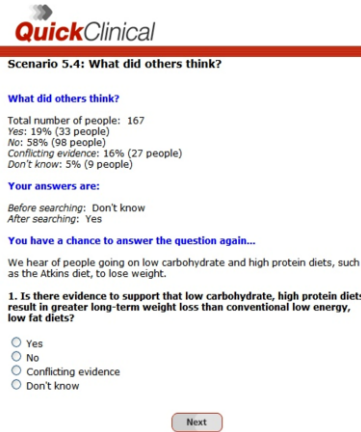 QuickClinical
Scenario 5.4: What did others think?
What did others think?
Total number of people: 167
Yes: 19% (33 people)
No: 58% (98 people)
Conflicting evidence: 16% (27 people)
Don't know: 5% (9 people)
Your answers are:
Before searching: Don't know
After searching: Yes
You have a chance to answer the question again...
We hear of people going on low carbohydrate and high protein diets, such
as the Atkins diet, to lose weight.
1. Is there evidence to support that low carbohydrate, high protein diets
result in greater long-term weight loss than conventional low energy,
low fat diets?
Yes
No
Conflicting evidence
Don't know
Next